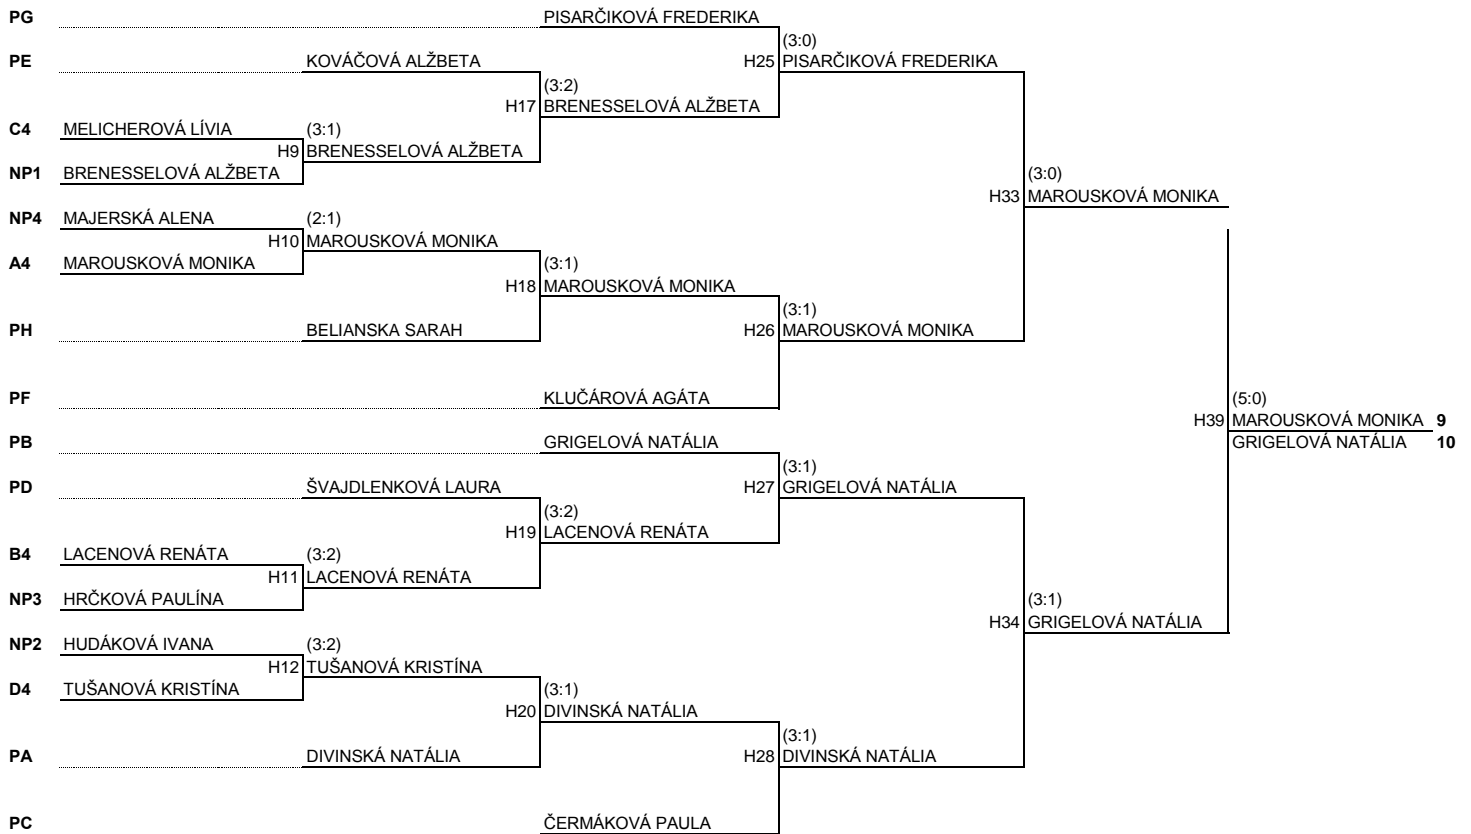 PG PISARČIKOVÁ FREDERIKA
(3:0)
PE KOVÁČOVÁ ALŽBETA H25 PISARČIKOVÁ FREDERIKA
(3:2)
H17 BRENESSELOVÁ ALŽBETA
C4 MELICHEROVÁ LÍVIA (3:1)
H9 BRENESSELOVÁ ALŽBETA
NP1 BRENESSELOVÁ ALŽBETA (3:0)
H33 MAROUSKOVÁ MONIKA
NP4 MAJERSKÁ ALENA (2:1)
H10 MAROUSKOVÁ MONIKA
A4 MAROUSKOVÁ MONIKA (3:1)
H18 MAROUSKOVÁ MONIKA
(3:1)
PH BELIANSKA SARAH H26 MAROUSKOVÁ MONIKA
PF KLUČÁROVÁ AGÁTA (5:0)
H39 MAROUSKOVÁ MONIKA 9
PB GRIGELOVÁ NATÁLIA GRIGELOVÁ NATÁLIA 10
(3:1)
PD ŠVAJDLENKOVÁ LAURA H27 GRIGELOVÁ NATÁLIA
(3:2)
H19 LACENOVÁ RENÁTA
B4 LACENOVÁ RENÁTA (3:2)
H11 LACENOVÁ RENÁTA
NP3 HRČKOVÁ PAULÍNA (3:1)
H34 GRIGELOVÁ NATÁLIA
NP2 HUDÁKOVÁ IVANA (3:2)
H12 TUŠANOVÁ KRISTÍNA
D4 TUŠANOVÁ KRISTÍNA (3:1)
H20 DIVINSKÁ NATÁLIA
(3:1)
PA DIVINSKÁ NATÁLIA H28 DIVINSKÁ NATÁLIA
PC ČERMÁKOVÁ PAULA